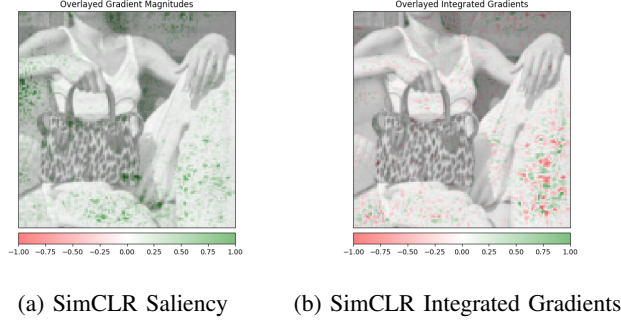 Overlayed Gradient Magnitudes
Overlayed Integrated Gradients
−1.00 −0.75 −0.50 −0.25 0.00 0.25 0.50 0.75 1.00
−1.00 −0.75 −0.50 −0.25 0.00 0.25 0.50 0.75 1.00
(a) SimCLR Saliency
(b) SimCLR Integrated Gradients